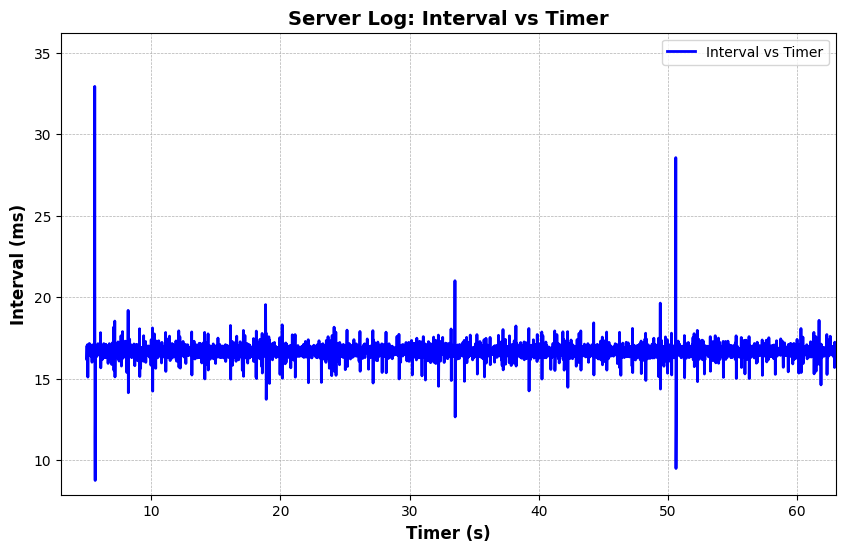 Server Log: Interval vs Timer
Interval vs Timer
35
30
25
20
15
10
Interval (ms)
10 20 30 40 50 60
Timer (s)